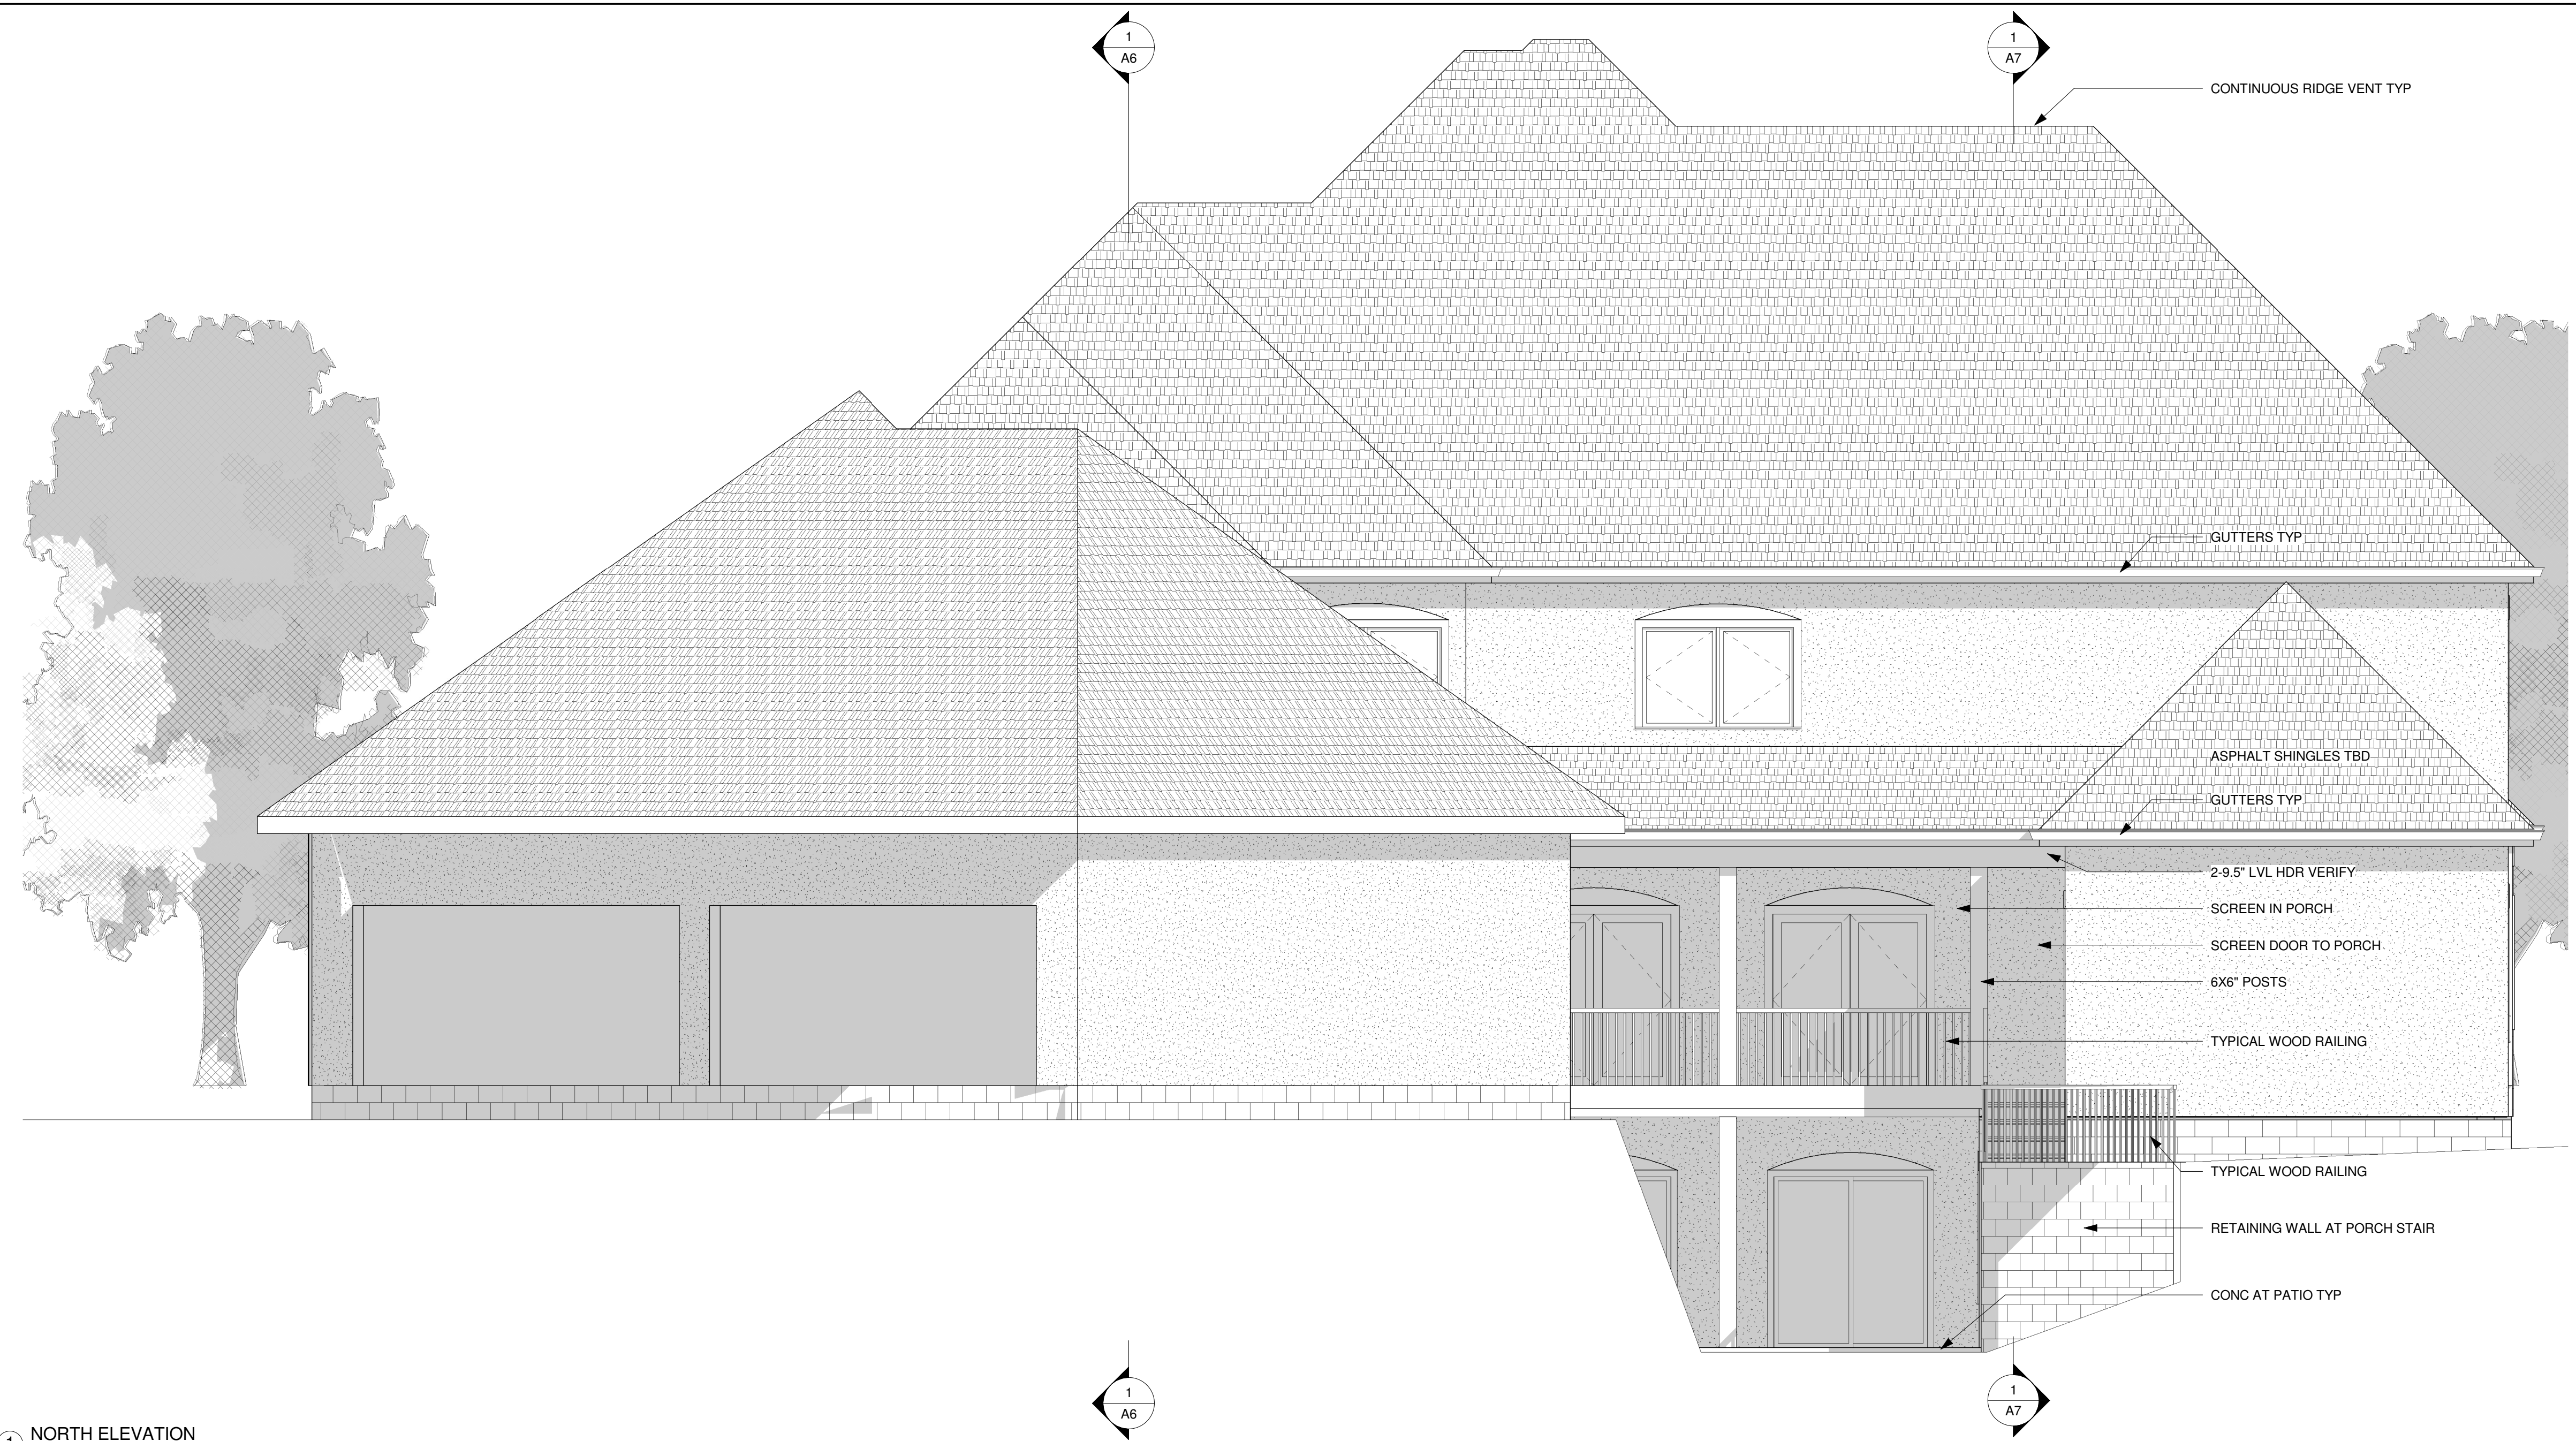 1
A6
1
A7
CONTINUOUS RIDGE VENT TYP
GUTTERS TYP
ASPHALT SHINGLES TBD
GUTTERS TYP
2-9.5" LVL HDR VERIFY
SCREEN IN PORCH
SCREEN DOOR TO PORCH
6X6" POSTS
TYPICAL WOOD RAILING
TYPICAL WOOD RAILING
RETAINING WALL AT PORCH STAIR
CONC AT PATIO TYP
1
A6
1
A7
1 NORTH ELEVATION